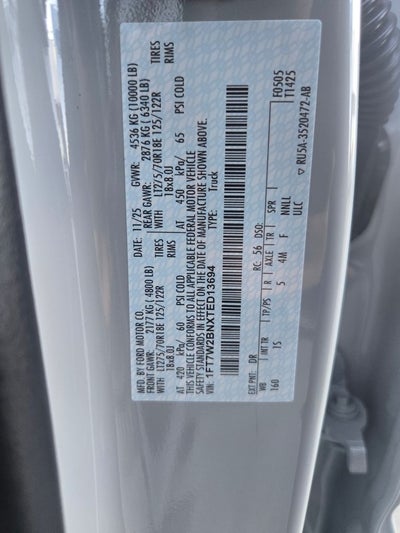 MFD. BY FORD MOTOR CO.
DATE: 11/25 GVWR: 4536 KG (10000 LB)
FRONT GAWR: 2177 KG (4800 LB) REAR GAWR: 2876 KG (6340 LB)
WITH LT275/70R18E 125/122R TIRES WITH LT275/70R18E 125/122R TIRES
18x8.0J RIMS 18x8.0J RIMS
AT 420 kPa/ 60 PSI COLD AT 450 kPa/ 65 PSI COLD
THIS VEHICLE CONFORMS TO ALL APPLICABLE FEDERAL MOTOR VEHICLE
SAFETY STANDARDS IN EFFECT ON THE DATE OF MANUFACTURE SHOWN ABOVE.
VIN: 1FT7W2BNXTED13694 TYPE: Truck
F0505
T1425
EXT PNT: DR RC: 56 DSO:
WB INT TR TP/PS R AXLE TR SPR
160 15 5 4M F NNLL
ULC
▽ RU5A-3520472-AB